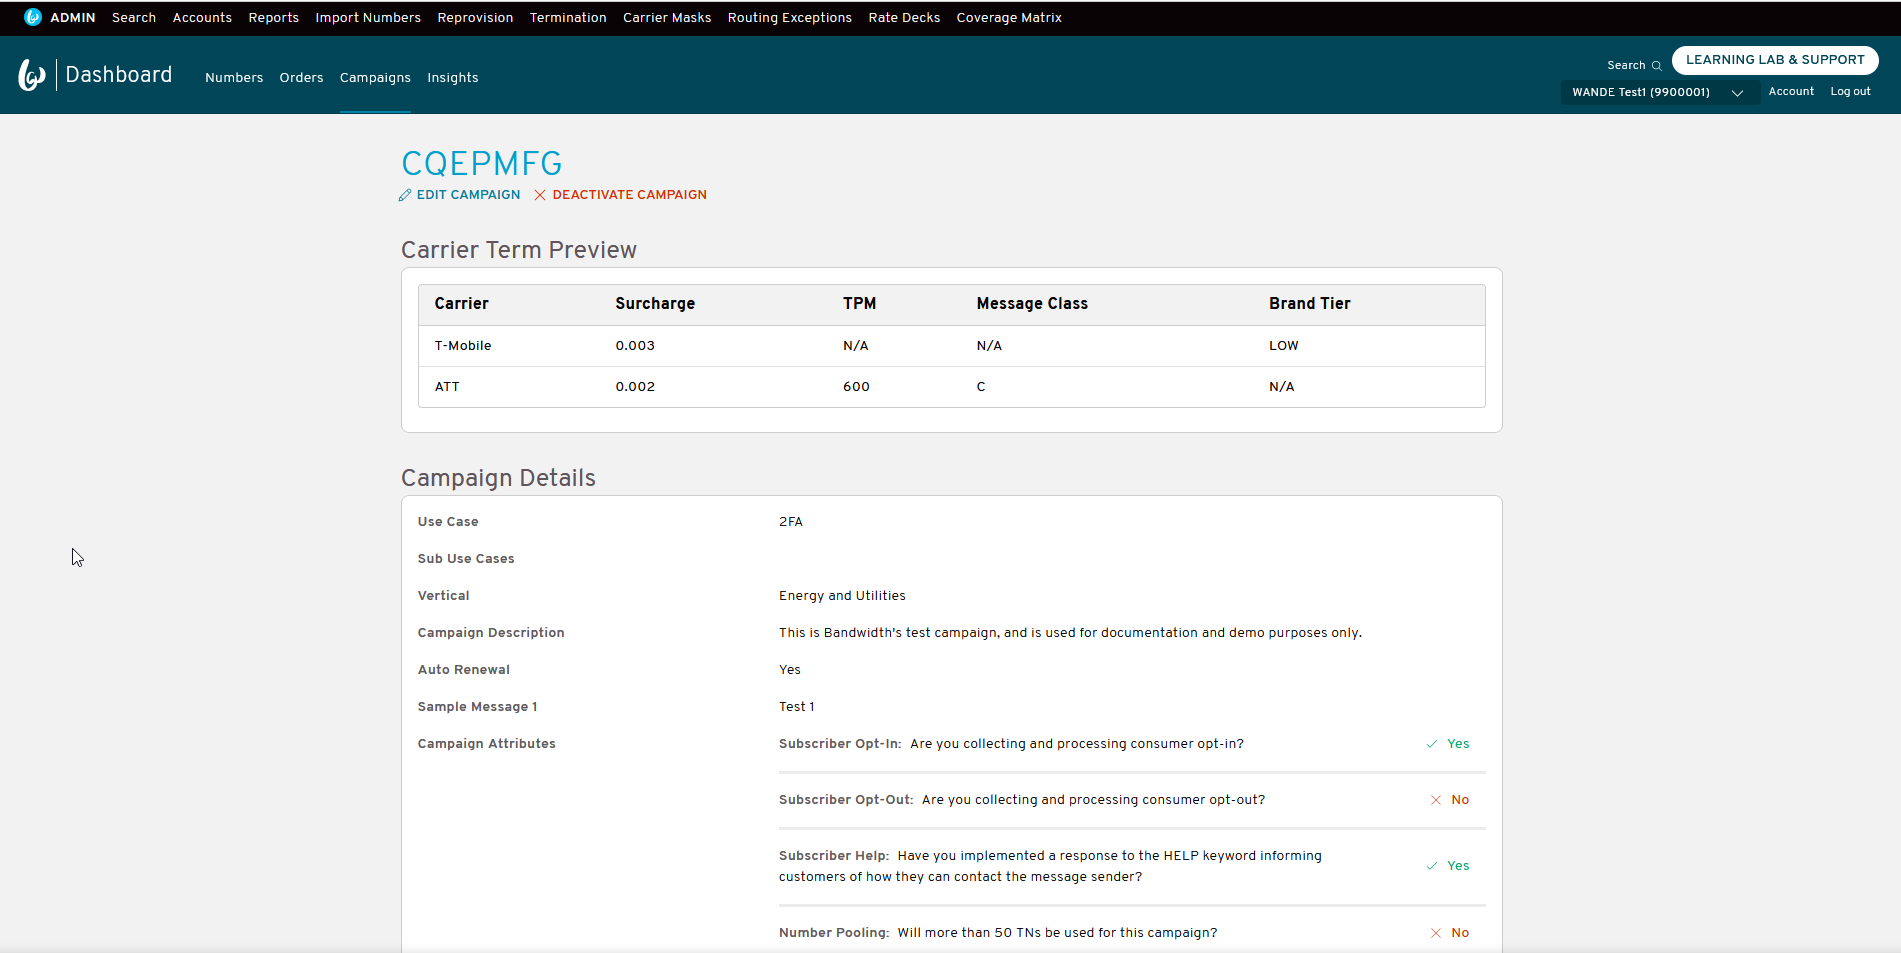 ADMIN Search Accounts Reports Import Numbers Reprovision Termination Carrier Masks Routing Exceptions Rate Decks Coverage Matrix
Dashboard Numbers Orders Campaigns Insights
Search LEARNING LAB & SUPPORT
WANDE Test1 (9900001) Account Log out
CQEPMFG
EDIT CAMPAIGN DEACTIVATE CAMPAIGN
Carrier Term Preview
Carrier Surcharge TPM Message Class Brand Tier
T-Mobile 0.003 N/A N/A LOW
ATT 0.002 600 C N/A
Campaign Details
Use Case 2FA
Sub Use Cases
Vertical Energy and Utilities
Campaign Description This is Bandwidth's test campaign, and is used for documentation and demo purposes only.
Auto Renewal Yes
Sample Message 1 Test 1
Campaign Attributes Subscriber Opt-In: Are you collecting and processing consumer opt-in? Yes
Subscriber Opt-Out: Are you collecting and processing consumer opt-out? No
Subscriber Help: Have you implemented a response to the HELP keyword informing
customers of how they can contact the message sender? Yes
Number Pooling: Will more than 50 TNs be used for this campaign? No